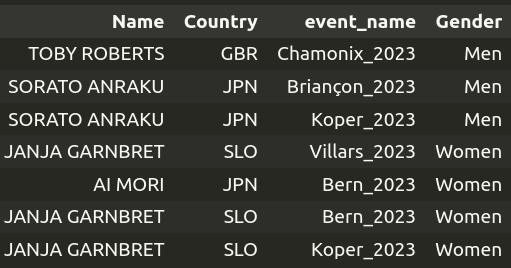 Name Country event_name Gender
TOBY ROBERTS GBR Chamonix_2023 Men
SORATO ANRAKU JPN Briançon_2023 Men
SORATO ANRAKU JPN Koper_2023 Men
JANJA GARNBRET SLO Villars_2023 Women
AI MORI JPN Bern_2023 Women
JANJA GARNBRET SLO Bern_2023 Women
JANJA GARNBRET SLO Koper_2023 Women